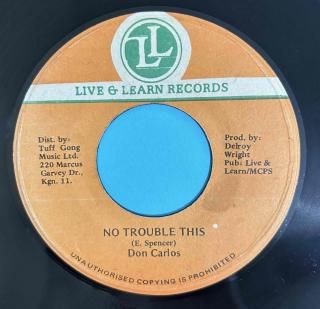 LL
LIVE & LEARN RECORDS
Dist. by:
Tuff Gong
Music Ltd.
220 Marcus
Garvey Dr.,
Kgn. 11.
Prod. by:
Delroy
Wright
Pub: Live &
Learn/MCPS
NO TROUBLE THIS
(E. Spencer)
Don Carlos
UNAUTHORISED COPYING IS PROHIBITED